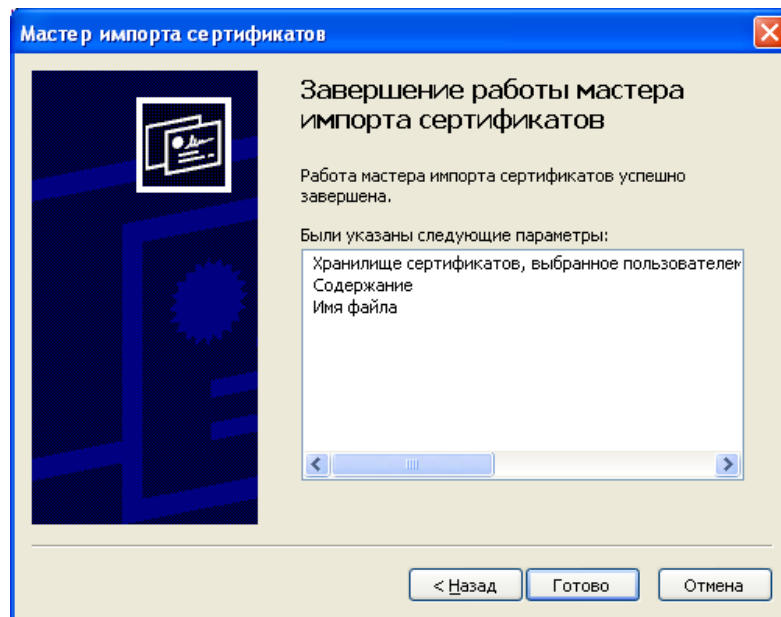 Мастер импорта сертификатов
Завершение работы мастера
импорта сертификатов
Работа мастера импорта сертификатов успешно
завершена.
Были указаны следующие параметры:
Хранилище сертификатов, выбранное пользователем
Содержание
Имя файла
< Назад
Готово
Отмена